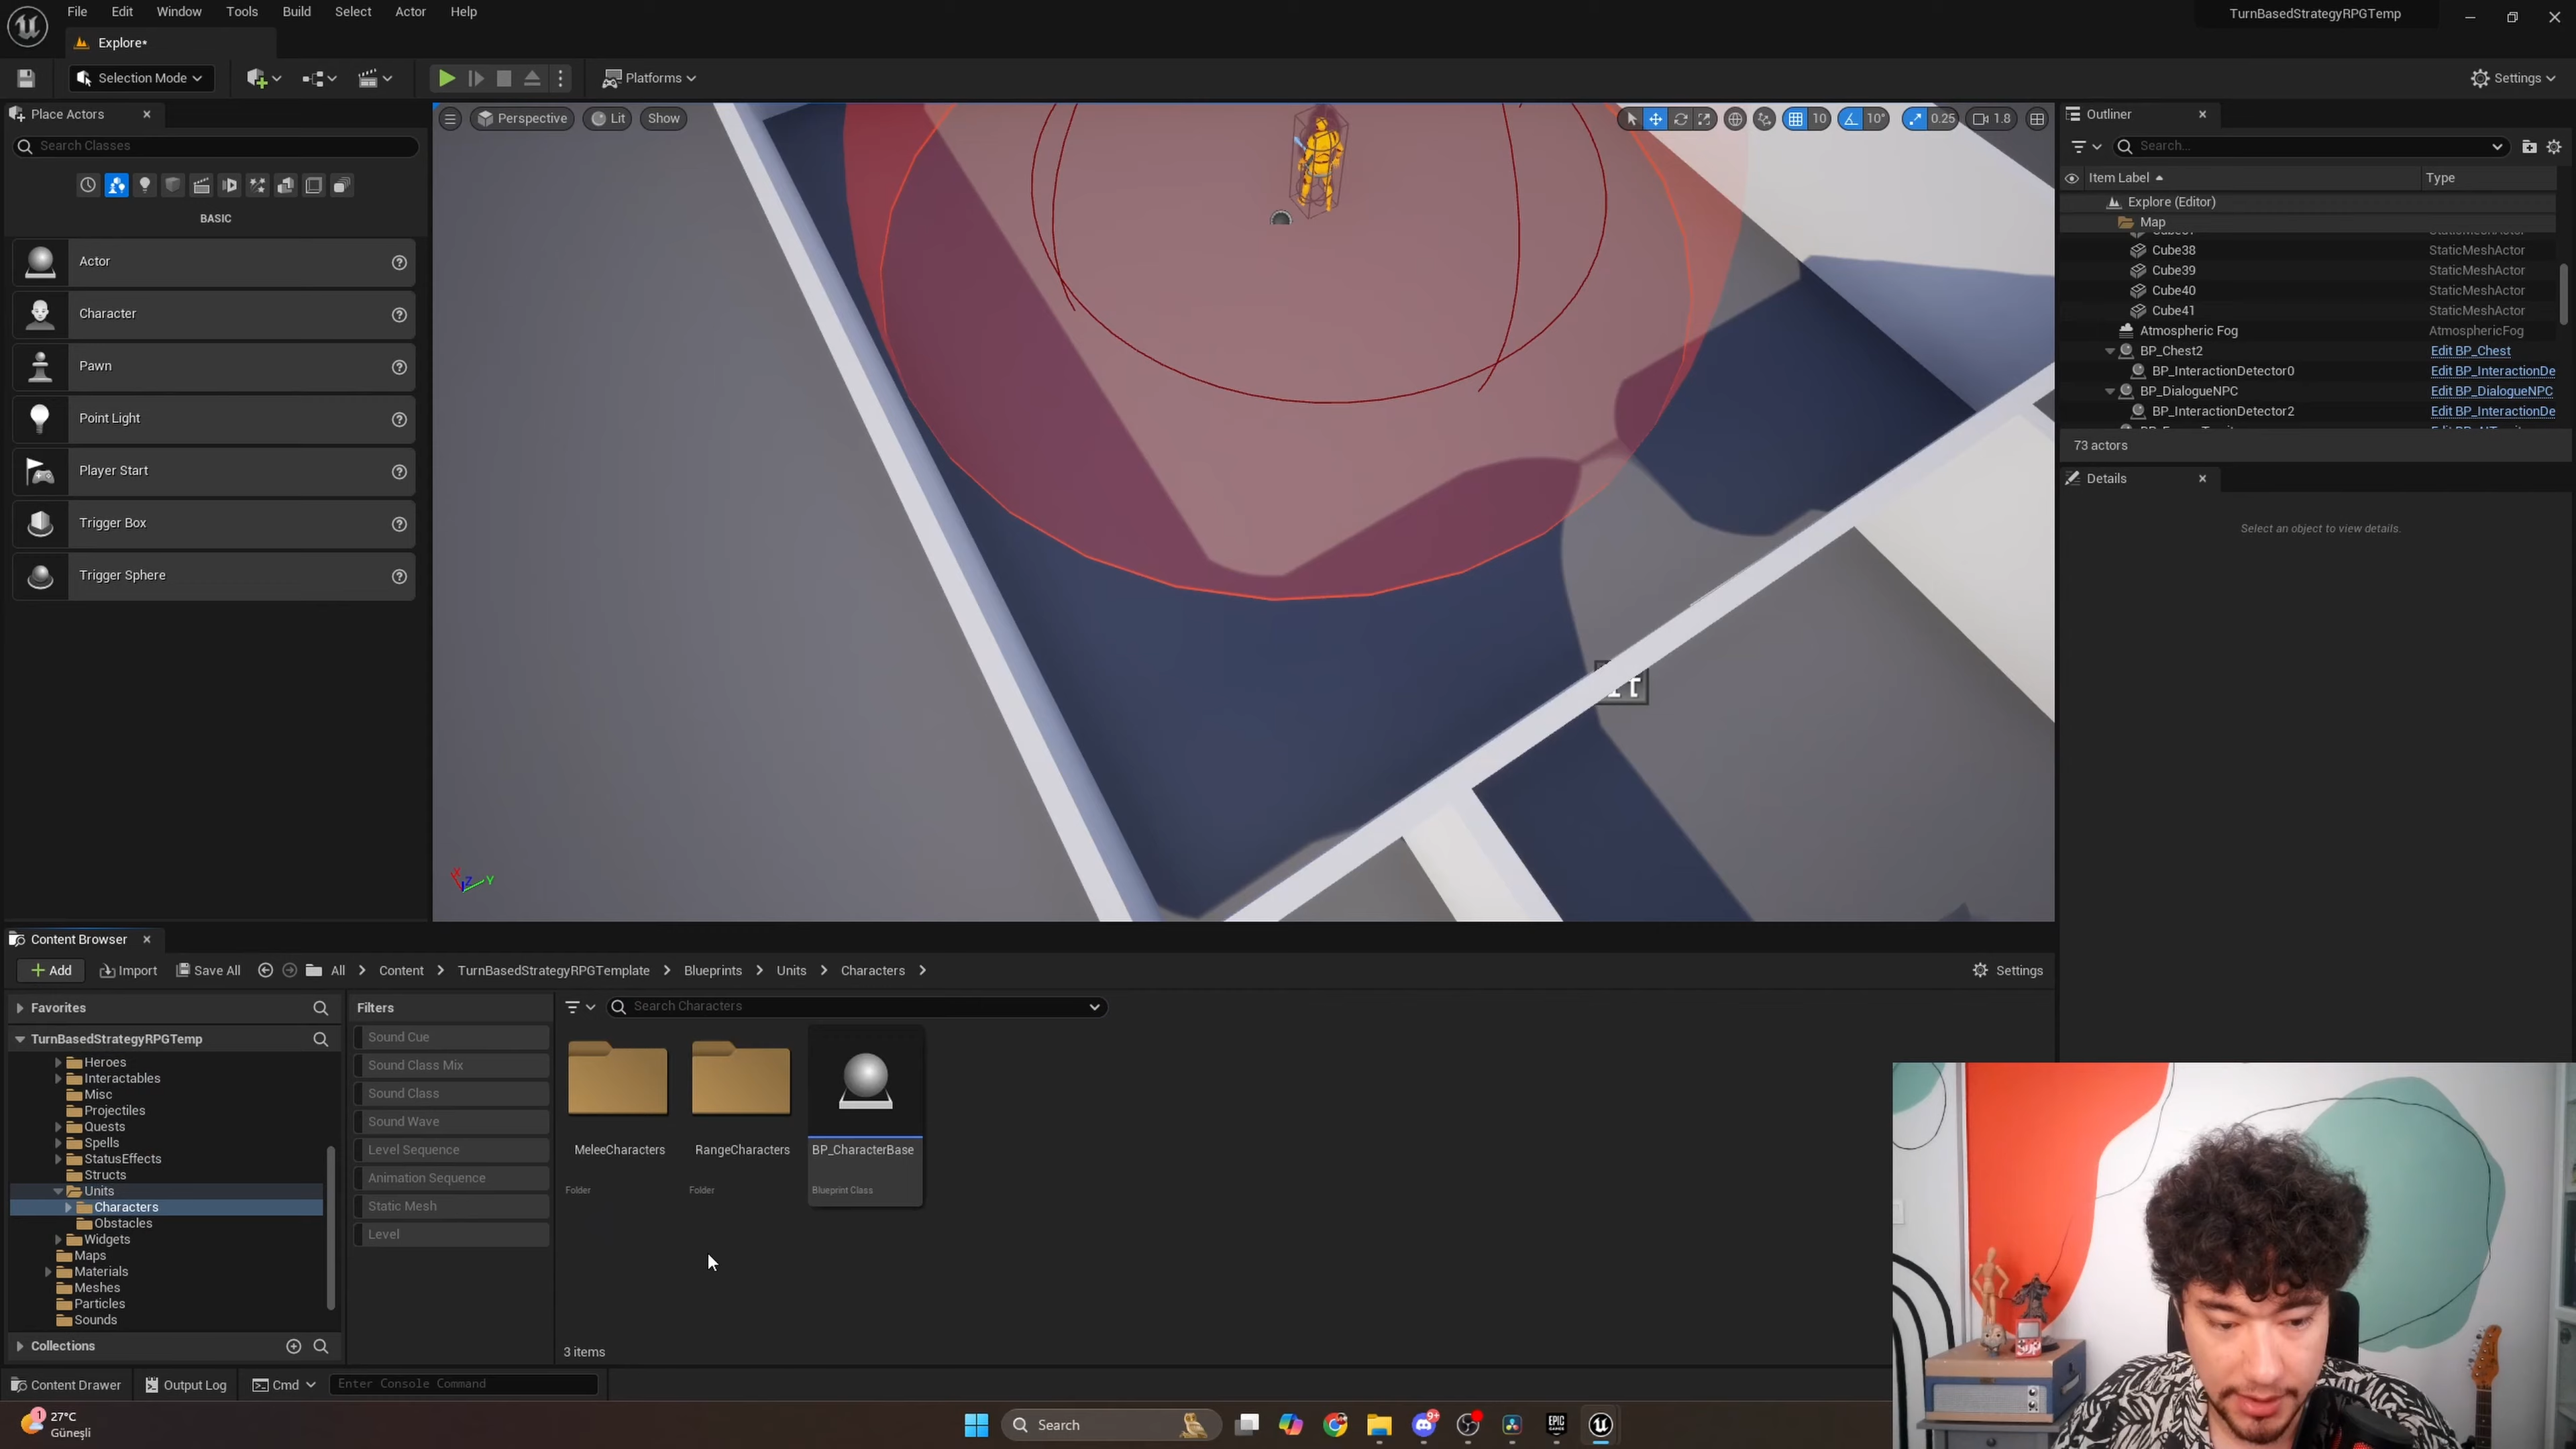 File Edit Window Tools Build Select Actor Help
TurnBasedStrategyRPGTemp
Explore*
Selection Mode
Platforms
Settings
Place Actors
Search Classes
BASIC
Actor
Character
Pawn
Point Light
Player Start
Trigger Box
Trigger Sphere
Perspective
Lit
Show
10
10°
0.25
1.8
X
Z
Y
Outliner
Search...
Item Label
Type
Explore (Editor)
Map
Cube38 StaticMeshActor
Cube39 StaticMeshActor
Cube40 StaticMeshActor
Cube41 StaticMeshActor
Atmospheric Fog AtmosphericFog
BP_Chest2 Edit BP_Chest
BP_InteractionDetector0 Edit BP_InteractionDe
BP_DialogueNPC Edit BP_DialogueNPC
BP_InteractionDetector2 Edit BP_InteractionDe
73 actors
Details
Select an object to view details.
Content Browser
Add
Import
Save All
All
Content
TurnBasedStrategyRPGTemplate
Blueprints
Units
Characters
Settings
Favorites
TurnBasedStrategyRPGTemp
Heroes
Interactables
Misc
Projectiles
Quests
Spells
StatusEffects
Structs
Units
Characters
Obstacles
Widgets
Maps
Materials
Meshes
Particles
Sounds
Collections
Filters
Sound Cue
Sound Class Mix
Sound Class
Sound Wave
Level Sequence
Animation Sequence
Static Mesh
Level
Search Characters
MeleeCharacters
Folder
RangeCharacters
Folder
BP_CharacterBase
Blueprint Class
3 items
Content Drawer
Output Log
Cmd
Enter Console Command
1
27°C
Güneşli
Search
9+
EPIC
GAMES